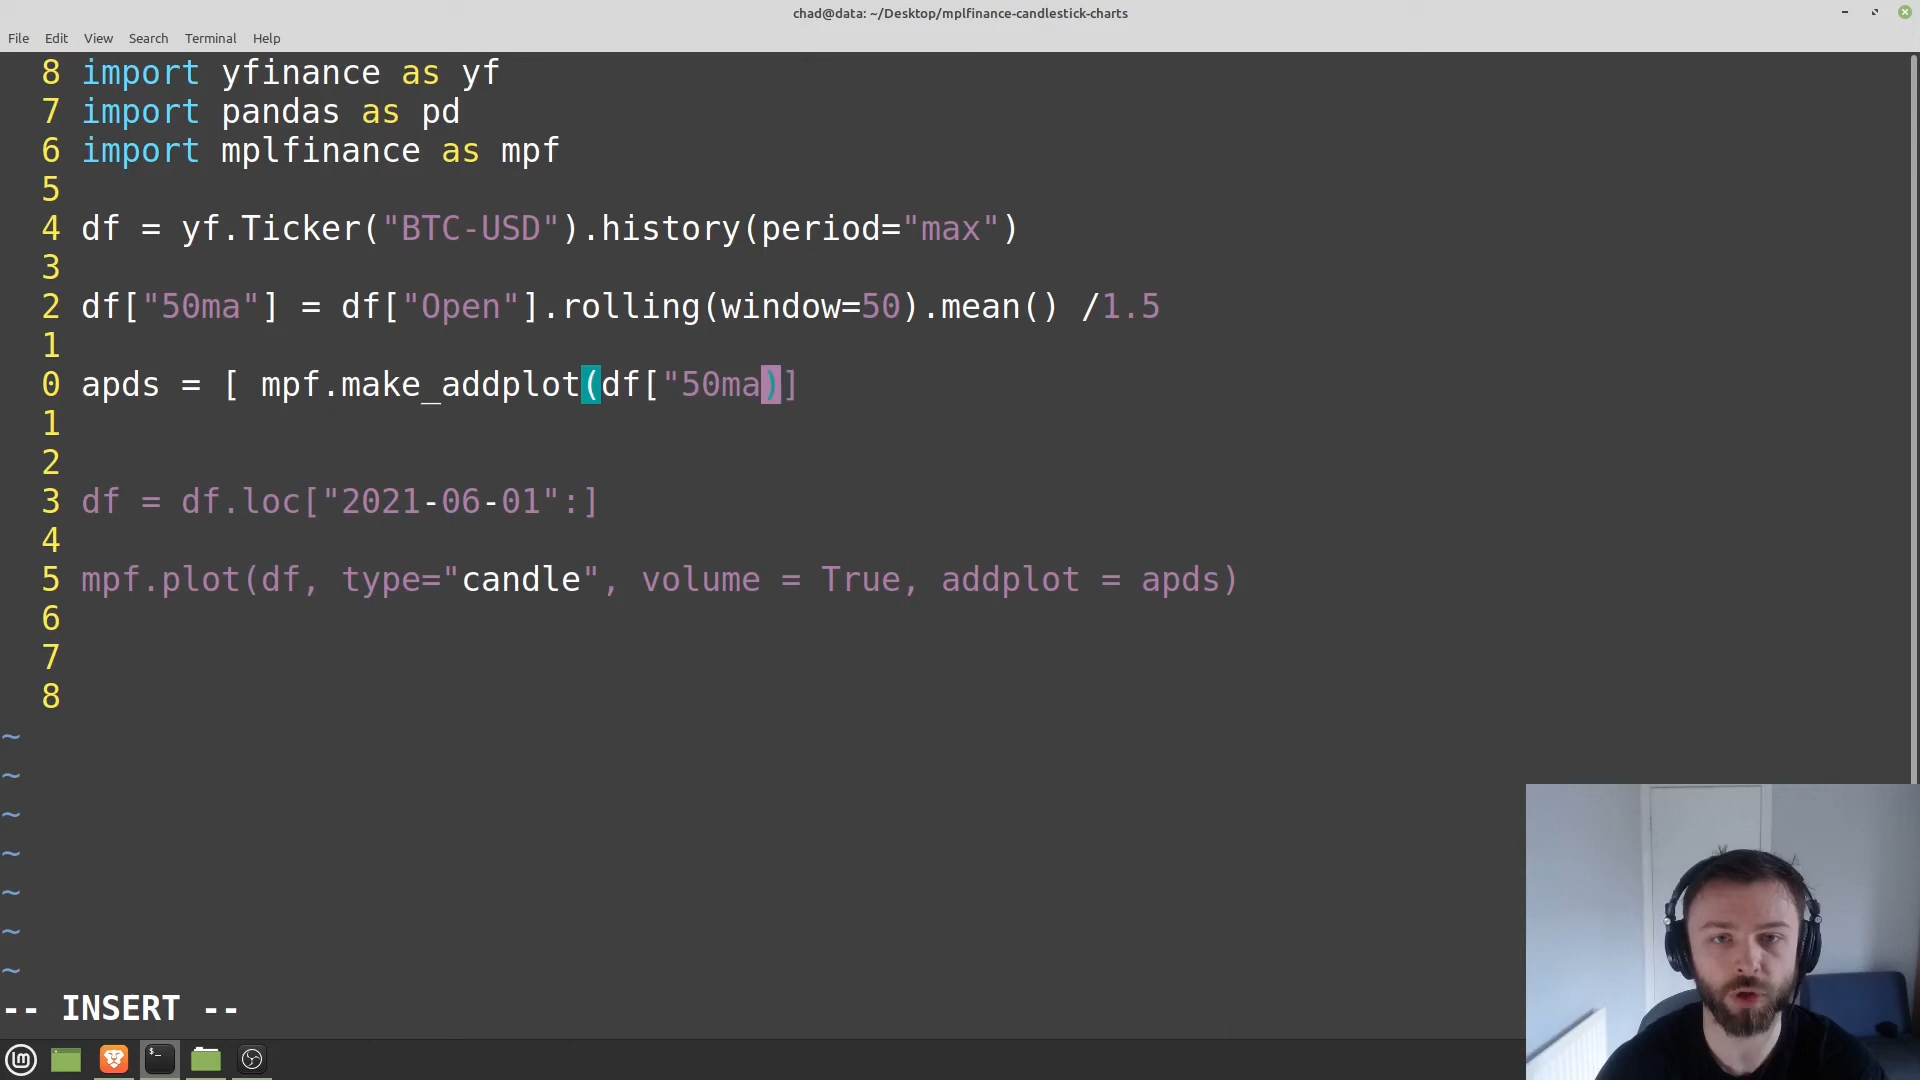 chad@data: ~/Desktop/mplfinance-candlestick-charts
File Edit View Search Terminal Help
8 import yfinance as yf
7 import pandas as pd
6 import mplfinance as mpf
5
4 df = yf.Ticker("BTC-USD").history(period="max")
3
2 df["50ma"] = df["Open"].rolling(window=50).mean() /1.5
1
0 apds = [ mpf.make_addplot(df["50ma)]
1
2
3 df = df.loc["2021-06-01":]
4
5 mpf.plot(df, type="candle", volume = True, addplot = apds)
6
7
8
~
~
~
~
~
~
~
-- INSERT --